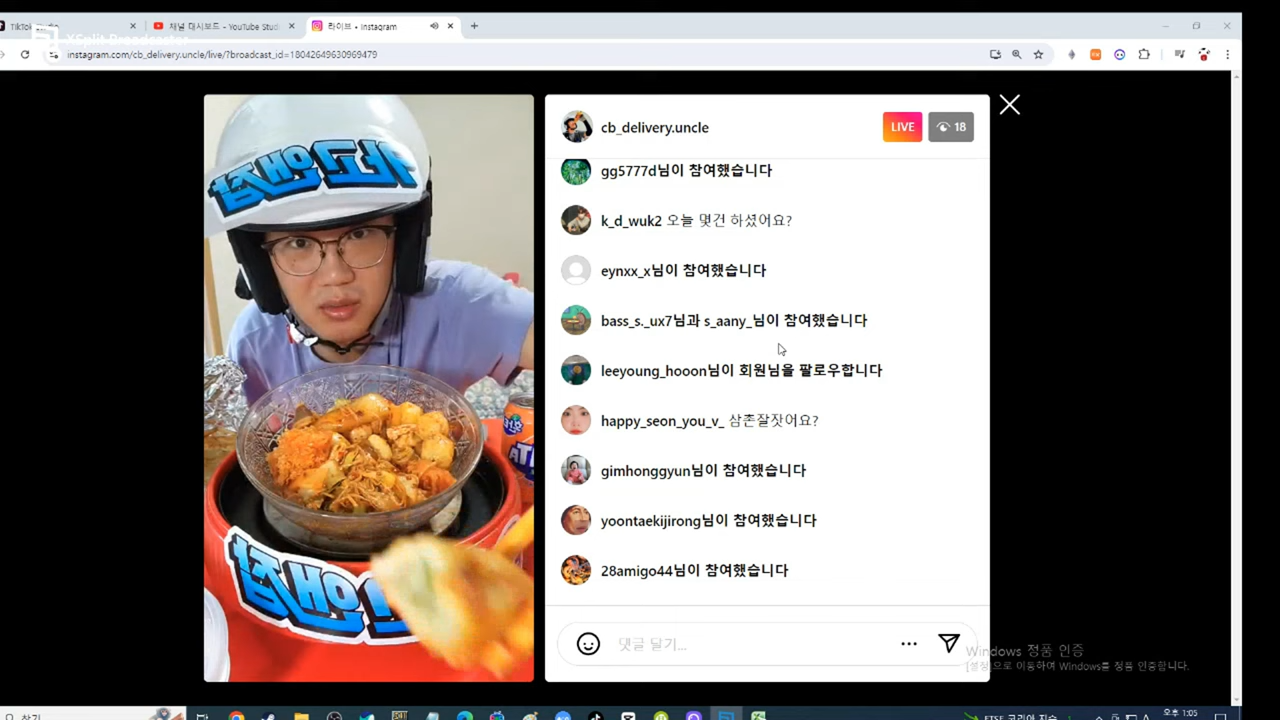 채널 대시보드 - YouTube Stud
라이브 • Instagram
XSplit Broadcaster
instagram.com/cb_delivery.uncle/live/?broadcast_id=18042649630969479
cb_delivery.uncle
LIVE
18
gg5777d님이 참여했습니다
k_d_wuk2 오늘 몇건 하셨어요?
eynxx_x님이 참여했습니다
bass_s._ux7님과 s_aany_님이 참여했습니다
leeyoung_hooon님이 회원님을 팔로우합니다
happy_seon_you_v_ 삼촌잘잣어요?
gimhonggyun님이 참여했습니다
yoontaekijirong님이 참여했습니다
28amigo44님이 참여했습니다
댓글 달기...
Windows 정품 인증
[설정]으로 이동하여 Windows를 정품 인증합니다.
찾기
오후 1:05